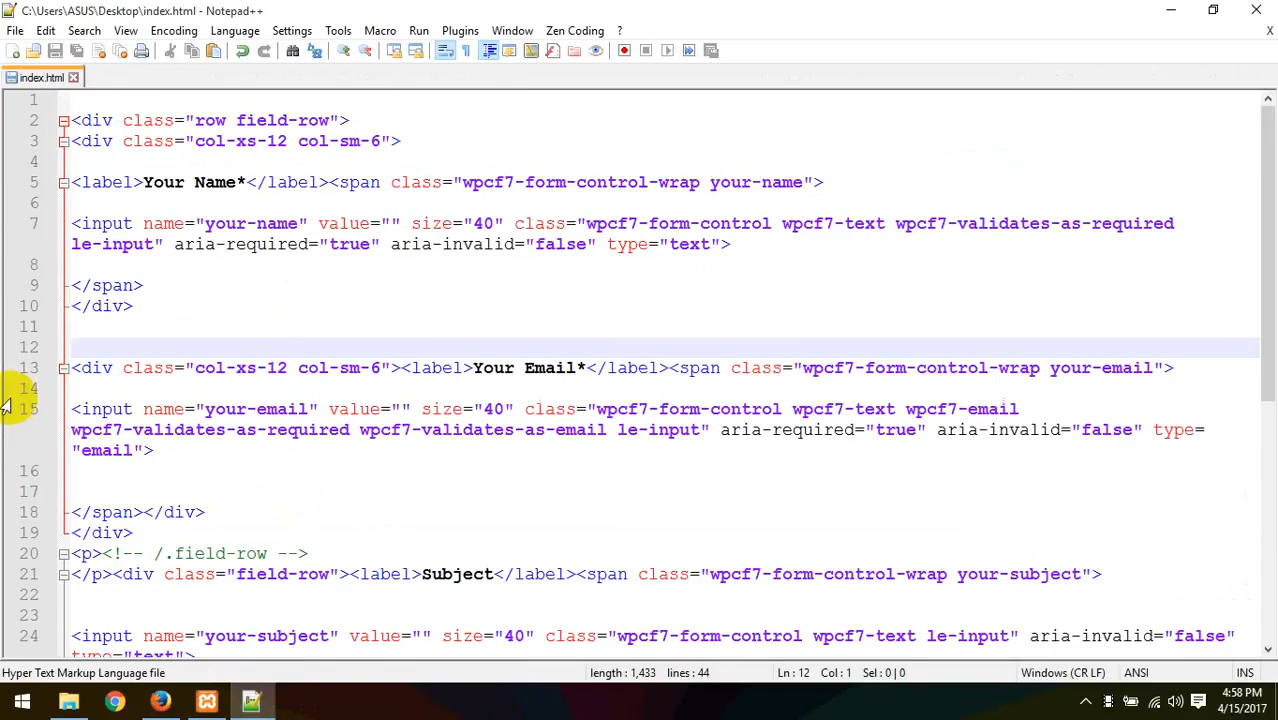 C:\Users\ASUS\Desktop\index.html - Notepad++
File Edit Search View Encoding Language Settings Tools Macro Run Plugins Window Zen Coding ? X
index.html
1
2 <div class="row field-row">
3 <div class="col-xs-12 col-sm-6">
4
5 <label>Your Name*</label><span class="wpcf7-form-control-wrap your-name">
6
7 <input name="your-name" value="" size="40" class="wpcf7-form-control wpcf7-text wpcf7-validates-as-required
le-input" aria-required="true" aria-invalid="false" type="text">
8
9 </span>
10 </div>
11
12
13 <div class="col-xs-12 col-sm-6"><label>Your Email*</label><span class="wpcf7-form-control-wrap your-email">
14
15 <input name="your-email" value="" size="40" class="wpcf7-form-control wpcf7-text wpcf7-email
wpcf7-validates-as-required wpcf7-validates-as-email le-input" aria-required="true" aria-invalid="false" type=
"email">
16
17
18 </span></div>
19 </div>
20 <p><!-- /.field-row -->
21 </p><div class="field-row"><label>Subject</label><span class="wpcf7-form-control-wrap your-subject">
22
23
24 <input name="your-subject" value="" size="40" class="wpcf7-form-control wpcf7-text le-input" aria-invalid="false"
type="text">
Hyper Text Markup Language file length : 1,433 lines : 44 Ln : 12 Col : 1 Sel : 0 | 0 Windows (CR LF) ANSI INS
4:58 PM
4/15/2017